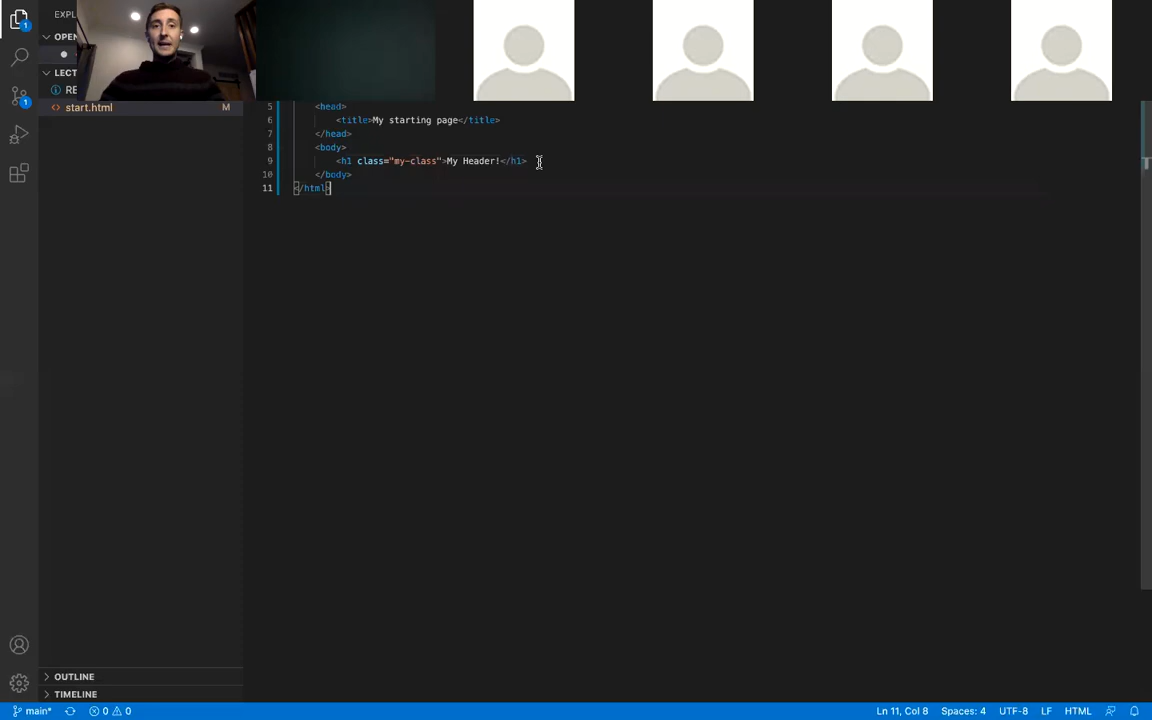 EXPL
OPEN
LECT
RE
start.html M
1
1
5 <head>
6 <title>My starting page</title>
7 </head>
8 <body>
9 <h1 class="my-class">My Header!</h1>
10 </body>
11 </html>
OUTLINE
TIMELINE
main* 0 0 Ln 11, Col 8 Spaces: 4 UTF-8 LF HTML